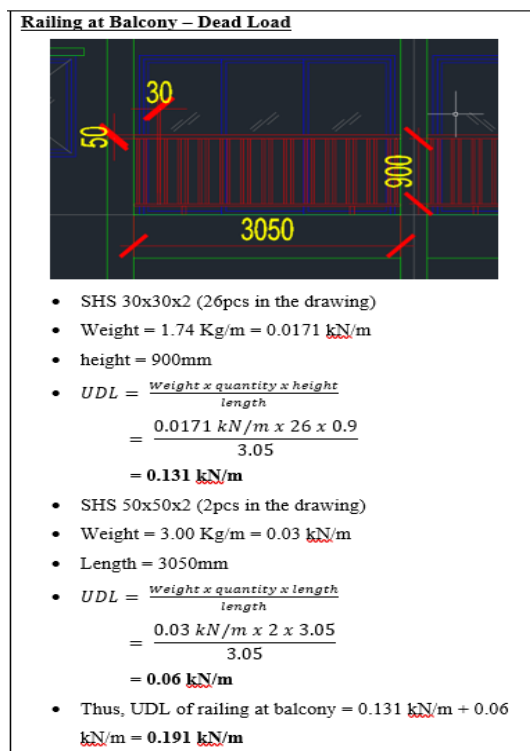 Railing at Balcony – Dead Load
30
50
900
3050
• SHS 30x30x2 (26pcs in the drawing)
• Weight = 1.74 Kg/m = 0.0171 kN/m
• height = 900mm
• UDL = Weight x quantity x height / length
= 0.0171 kN/m x 26 x 0.9 / 3.05
= 0.131 kN/m
• SHS 50x50x2 (2pcs in the drawing)
• Weight = 3.00 Kg/m = 0.03 kN/m
• Length = 3050mm
• UDL = Weight x quantity x length / length
= 0.03 kN/m x 2 x 3.05 / 3.05
= 0.06 kN/m
• Thus, UDL of railing at balcony = 0.131 kN/m + 0.06
kN/m = 0.191 kN/m